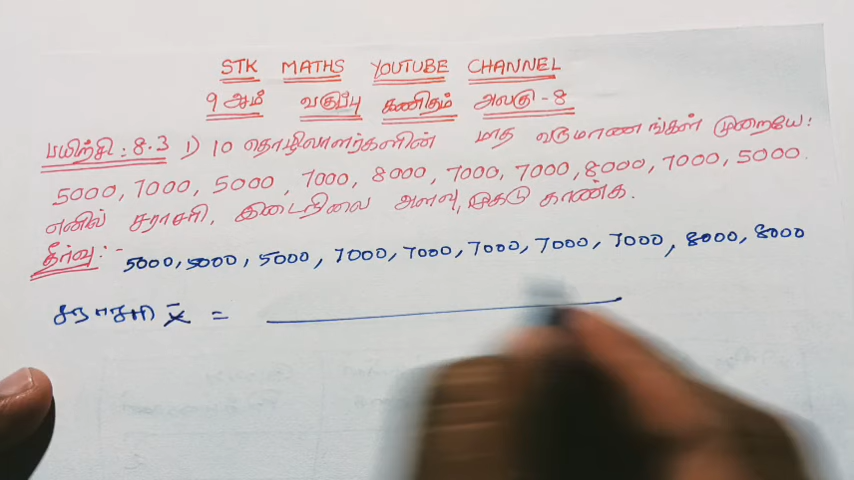 STK MATHS YOUTUBE CHANNEL
9 ஆம் வகுப்பு கணிதம் அலகு - 8
பயிற்சி : 8.3 1) 10 தொழிலாளர்களின் மாத வருமானங்கள் முறையே :
5000, 7000, 5000, 7000, 8000, 7000, 7000, 8000, 7000, 5000.
எனில் சராசரி, இடைநிலை அளவு, முகடு காண்க.
தீர்வு :- 5000, 5000, 5000, 7000, 7000, 7000, 7000, 7000, 8000, 8000
சராசரி x̄ =